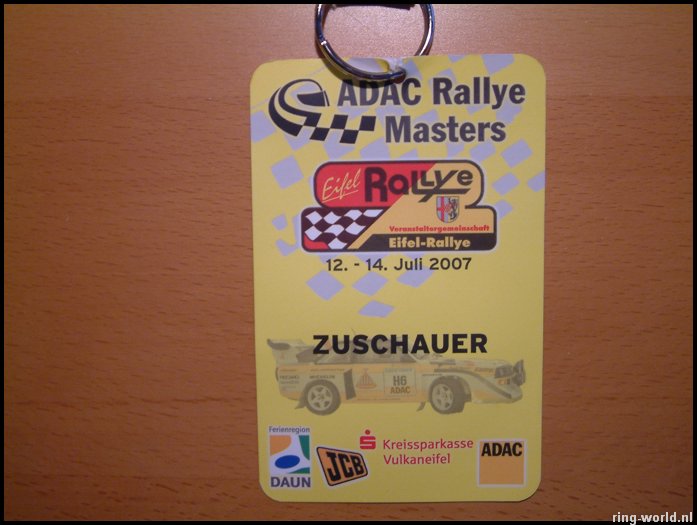 ADAC Rallye
Masters
Eifel Rallye
Veranstaltergemeinschaft
Eifel-Rallye
12. - 14. Juli 2007
ZUSCHAUER
H6
ADAC
Ferienregion
DAUN
JCB
Kreissparkasse
Vulkaneifel
ADAC
ring-world.nl